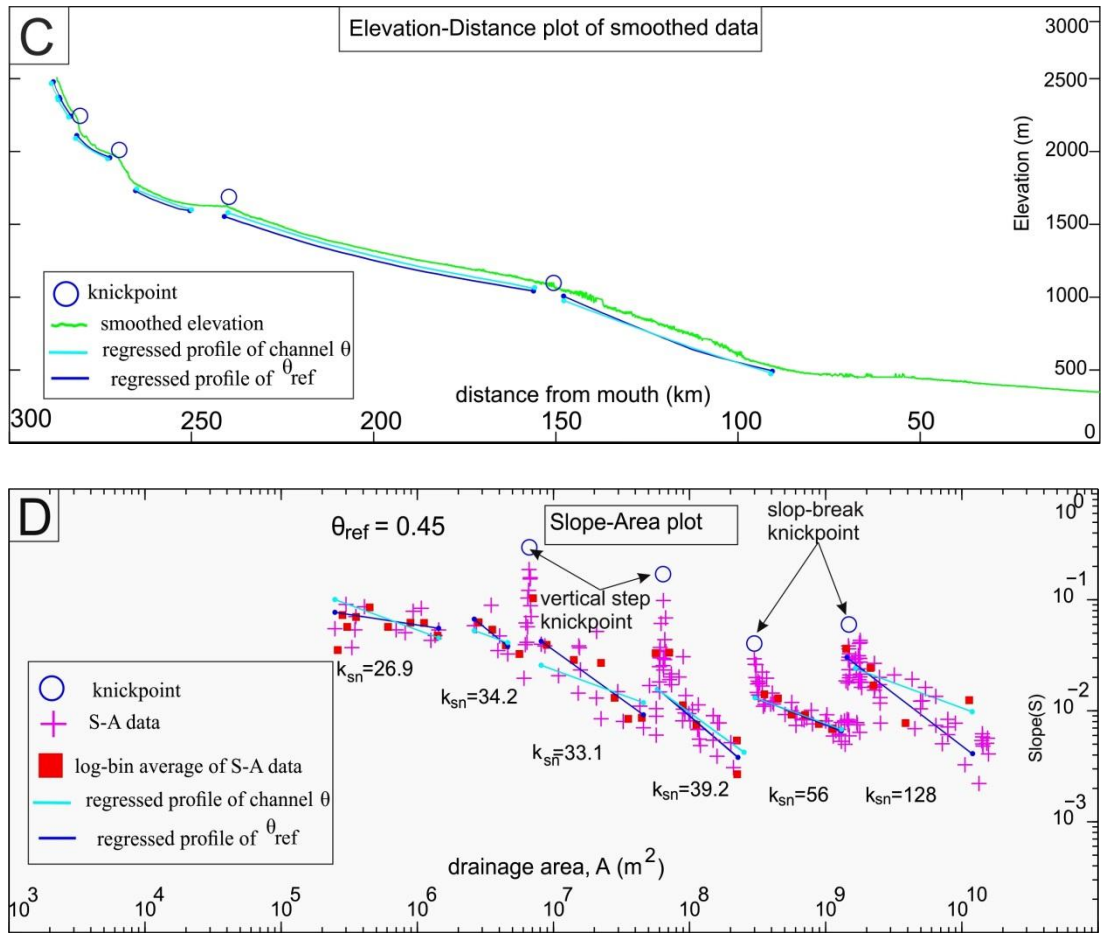 C
Elevation-Distance plot of smoothed data
3000
2500
2000
1500
1000
500
0
Elevation (m)
knickpoint
smoothed elevation
regressed profile of channel θ
regressed profile of θref
distance from mouth (km)
300
250
200
150
100
50
D
θref = 0.45
Slope-Area plot
slop-break
knickpoint
vertical step
knickpoint
10^0
10^-1
10^-2
10^-3
Slope(S)
ksn=26.9
ksn=34.2
ksn=33.1
ksn=39.2
ksn=56
ksn=128
knickpoint
S-A data
log-bin average of S-A data
regressed profile of channel θ
regressed profile of θref
drainage area, A (m²)
10^3
10^4
10^5
10^6
10^7
10^8
10^9
10^10